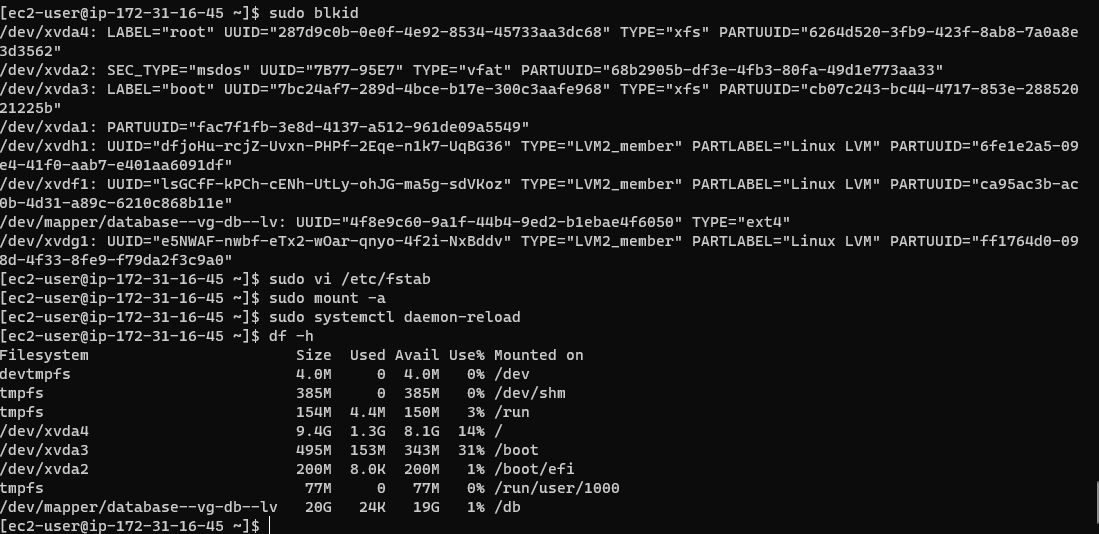 [ec2-user@ip-172-31-16-45 ~]$ sudo blkid
/dev/xvda4: LABEL="root" UUID="287d9c0b-0e0f-4e92-8534-45733aa3dc68" TYPE="xfs" PARTUUID="6264d520-3fb9-423f-8ab8-7a0a8e
3d3562"
/dev/xvda2: SEC_TYPE="msdos" UUID="7B77-95E7" TYPE="vfat" PARTUUID="68b2905b-df3e-4fb3-80fa-49d1e773aa33"
/dev/xvda3: LABEL="boot" UUID="7bc24af7-289d-4bce-b17e-300c3aafe968" TYPE="xfs" PARTUUID="cb07c243-bc44-4717-853e-288520
21225b"
/dev/xvda1: PARTUUID="fac7f1fb-3e8d-4137-a512-961de09a5549"
/dev/xvdh1: UUID="dfjoHu-rcjZ-Uvxn-PHPf-2Eqe-n1k7-UqBG36" TYPE="LVM2_member" PARTLABEL="Linux LVM" PARTUUID="6fe1e2a5-09
e4-41f0-aab7-e401aa6091df"
/dev/xvdf1: UUID="lsGCfF-kPCh-cENh-UtLy-ohJG-ma5g-sdVKoz" TYPE="LVM2_member" PARTLABEL="Linux LVM" PARTUUID="ca95ac3b-ac
0b-4d31-a89c-6210c868b11e"
/dev/mapper/database--vg-db--lv: UUID="4f8e9c60-9a1f-44b4-9ed2-b1ebae4f6050" TYPE="ext4"
/dev/xvdg1: UUID="e5NWAF-nwbf-eTx2-wOar-qnyo-4f2i-NxBddv" TYPE="LVM2_member" PARTLABEL="Linux LVM" PARTUUID="ff1764d0-09
8d-4f33-8fe9-f79da2f3c9a0"
[ec2-user@ip-172-31-16-45 ~]$ sudo vi /etc/fstab
[ec2-user@ip-172-31-16-45 ~]$ sudo mount -a
[ec2-user@ip-172-31-16-45 ~]$ sudo systemctl daemon-reload
[ec2-user@ip-172-31-16-45 ~]$ df -h
Filesystem                       Size  Used Avail Use% Mounted on
devtmpfs                         4.0M     0  4.0M   0% /dev
tmpfs                            385M     0  385M   0% /dev/shm
tmpfs                            154M  4.4M  150M   3% /run
/dev/xvda4                       9.4G  1.3G  8.1G  14% /
/dev/xvda3                       495M  153M  343M  31% /boot
/dev/xvda2                       200M  8.0K  200M   1% /boot/efi
tmpfs                             77M     0   77M   0% /run/user/1000
/dev/mapper/database--vg-db--lv   20G   24K   19G   1% /db
[ec2-user@ip-172-31-16-45 ~]$